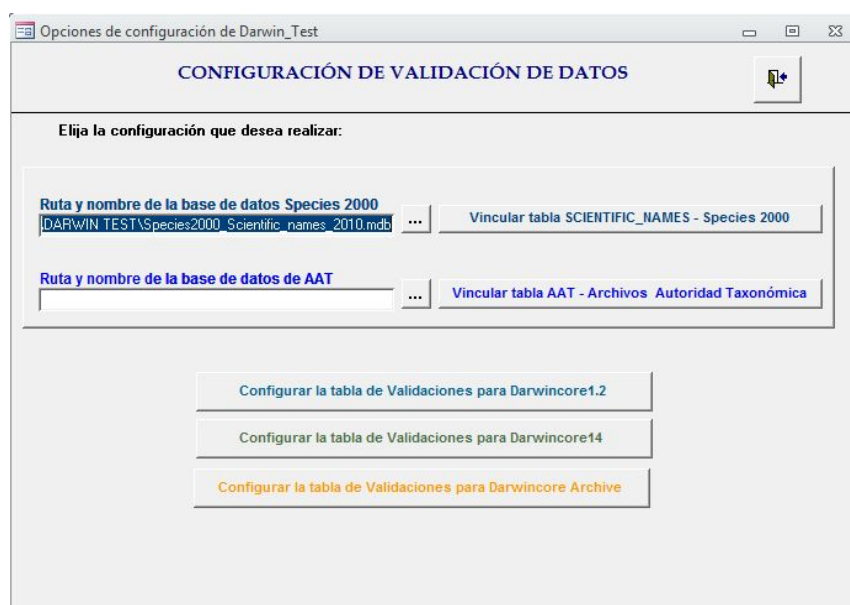 Opciones de configuración de Darwin_Test
CONFIGURACIÓN DE VALIDACIÓN DE DATOS
Elija la configuración que desea realizar:
Ruta y nombre de la base de datos Species 2000
DARWIN TEST\Species2000_Scientific_names_2010.mdb
...
Vincular tabla SCIENTIFIC_NAMES - Species 2000
Ruta y nombre de la base de datos de AAT
...
Vincular tabla AAT - Archivos Autoridad Taxonómica
Configurar la tabla de Validaciones para Darwincore1.2
Configurar la tabla de Validaciones para Darwincore14
Configurar la tabla de Validaciones para Darwincore Archive